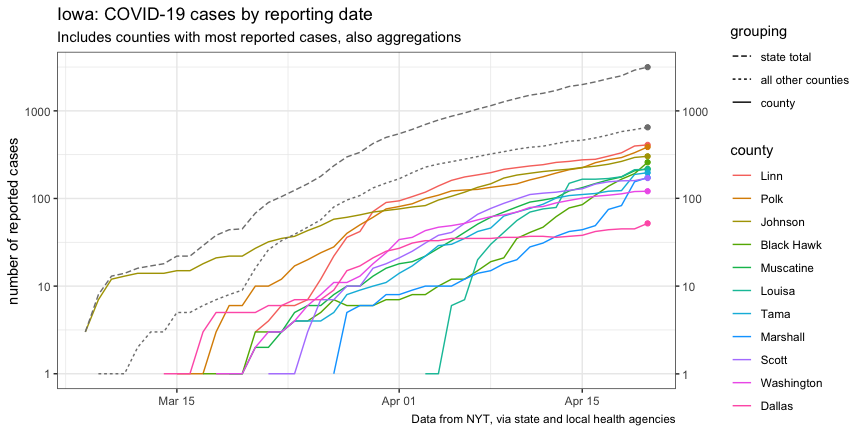 Iowa: COVID-19 cases by reporting date
Includes counties with most reported cases, also aggregations
number of reported cases
1000
100
10
1
1000
100
10
1
Mar 15
Apr 01
Apr 15
Data from NYT, via state and local health agencies
grouping
state total
all other counties
county
county
Linn
Polk
Johnson
Black Hawk
Muscatine
Louisa
Tama
Marshall
Scott
Washington
Dallas